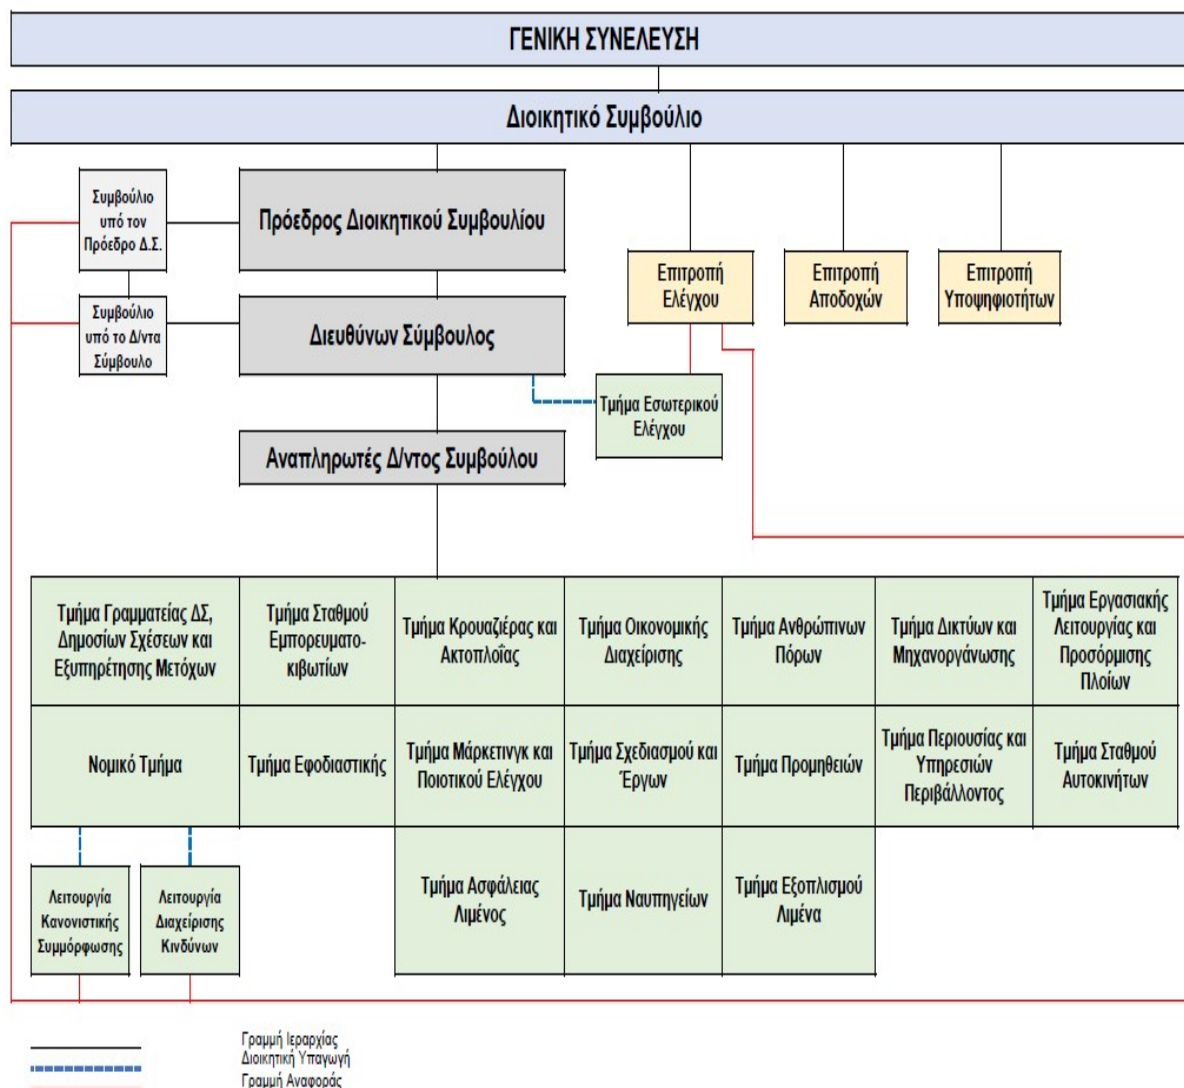 ΓΕΝΙΚΗ ΣΥΝΕΛΕΥΣΗ
Διοικητικό Συμβούλιο
Συμβούλιο
υπό τον
Πρόεδρο Δ.Σ.
Πρόεδρος Διοικητικού Συμβουλίου
Επιτροπή
Ελέγχου
Επιτροπή
Αποδοχών
Επιτροπή
Υποψηφιοτήτων
Συμβούλιο
υπό το Δ/ντα
Σύμβουλο
Διευθύνων Σύμβουλος
Τμήμα Εσωτερικού
Ελέγχου
Αναπληρωτές Δ/ντος Συμβούλου
Τμήμα Γραμματείας ΔΣ,
Δημοσίων Σχέσεων και
Εξυπηρέτησης Μετόχων
Τμήμα Σταθμού
Εμπορευματο-
κιβωτίων
Τμήμα Κρουαζιέρας και
Ακτοπλοΐας
Τμήμα Οικονομικής
Διαχείρισης
Τμήμα Ανθρώπινων
Πόρων
Τμήμα Δικτύων και
Μηχανοργάνωσης
Τμήμα Εργασιακής
Λειτουργίας και
Προσόρμισης
Πλοίων
Νομικό Τμήμα
Τμήμα Εφοδιαστικής
Τμήμα Μάρκετινγκ και
Ποιοτικού Ελέγχου
Τμήμα Σχεδιασμού και
Έργων
Τμήμα Προμηθειών
Τμήμα Περιουσίας και
Υπηρεσιών
Περιβάλλοντος
Τμήμα Σταθμού
Αυτοκινήτων
Λειτουργία
Κανονιστικής
Συμμόρφωσης
Λειτουργία
Διαχείρισης
Κινδύνων
Τμήμα Ασφάλειας
Λιμένος
Τμήμα Ναυπηγείων
Τμήμα Εξοπλισμού
Λιμένα
Γραμμή Ιεραρχίας
Διοικητική Υπαγωγή
Γραμμή Αναφοράς